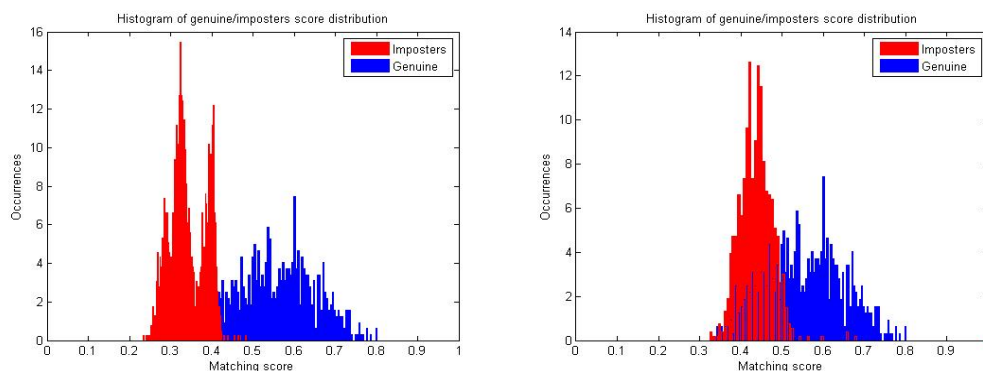 Histogram of genuine/imposters score distribution
16
14
12
10
8
6
4
2
0
Occurrences
Imposters
Genuine
0 0.1 0.2 0.3 0.4 0.5 0.6 0.7 0.8 0.9 1
Matching score
Histogram of genuine/imposters score distribution
14
12
10
8
6
4
2
0
Occurrences
Imposters
Genuine
0 0.1 0.2 0.3 0.4 0.5 0.6 0.7 0.8 0.9
Matching score